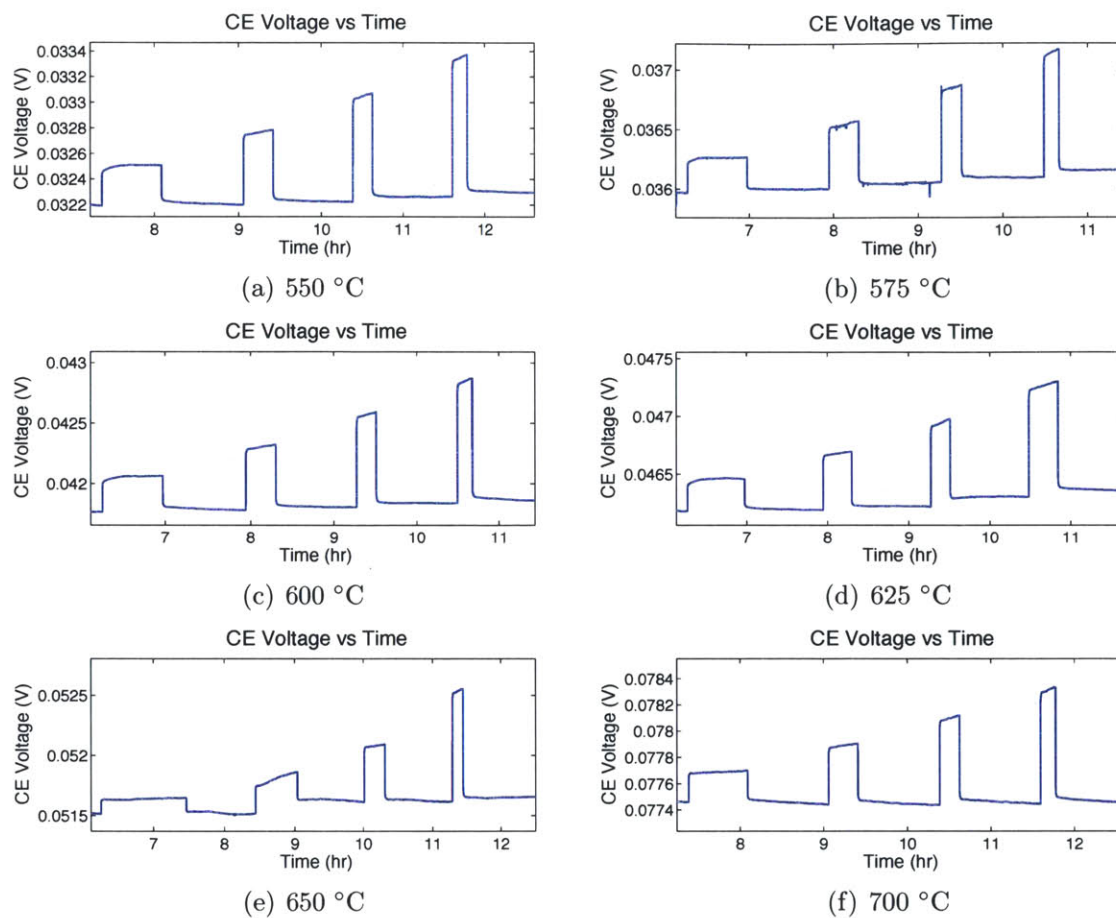 CE Voltage vs Time
CE Voltage (V)
0.0334
0.0332
0.033
0.0328
0.0326
0.0324
0.0322
8 9 10 11 12
Time (hr)
(a) 550 °C
CE Voltage vs Time
CE Voltage (V)
0.037
0.0365
0.036
7 8 9 10 11
Time (hr)
(b) 575 °C
CE Voltage vs Time
CE Voltage (V)
0.043
0.0425
0.042
7 8 9 10 11
Time (hr)
(c) 600 °C
CE Voltage vs Time
CE Voltage (V)
0.0475
0.047
0.0465
7 8 9 10 11
Time (hr)
(d) 625 °C
CE Voltage vs Time
CE Voltage (V)
0.0525
0.052
0.0515
7 8 9 10 11 12
Time (hr)
(e) 650 °C
CE Voltage vs Time
CE Voltage (V)
0.0784
0.0782
0.078
0.0778
0.0776
0.0774
8 9 10 11 12
Time (hr)
(f) 700 °C